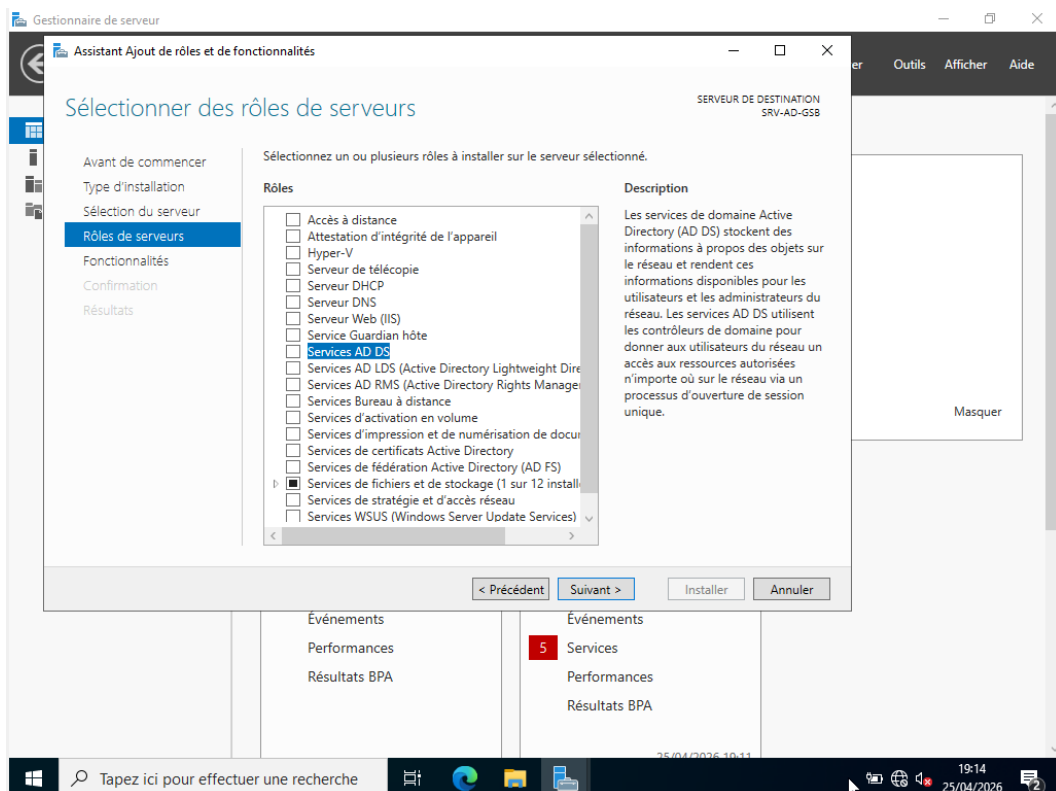 Gestionnaire de serveur
Assistant Ajout de rôles et de fonctionnalités
Outils
Afficher
Aide
Sélectionner des rôles de serveurs
SERVEUR DE DESTINATION
SRV-AD-GSB
Avant de commencer
Type d'installation
Sélection du serveur
Rôles de serveurs
Fonctionnalités
Confirmation
Résultats
Sélectionnez un ou plusieurs rôles à installer sur le serveur sélectionné.
Rôles
Accès à distance
Attestation d'intégrité de l'appareil
Hyper-V
Serveur de télécopie
Serveur DHCP
Serveur DNS
Serveur Web (IIS)
Service Guardian hôte
Services AD DS
Services AD LDS (Active Directory Lightweight Dire
Services AD RMS (Active Directory Rights Manage
Services Bureau à distance
Services d'activation en volume
Services d'impression et de numérisation de docu
Services de certificats Active Directory
Services de fédération Active Directory (AD FS)
Services de fichiers et de stockage (1 sur 12 install
Services de stratégie et d'accès réseau
Services WSUS (Windows Server Update Services)
Description
Les services de domaine Active
Directory (AD DS) stockent des
informations à propos des objets sur
le réseau et rendent ces
informations disponibles pour les
utilisateurs et les administrateurs du
réseau. Les services AD DS utilisent
les contrôleurs de domaine pour
donner aux utilisateurs du réseau un
accès aux ressources autorisées
n'importe où sur le réseau via un
processus d'ouverture de session
unique.
Masquer
< Précédent
Suivant >
Installer
Annuler
Événements
Performances
Résultats BPA
Événements
5 Services
Performances
Résultats BPA
25/04/2026 19:11
Tapez ici pour effectuer une recherche
19:14
25/04/2026
2